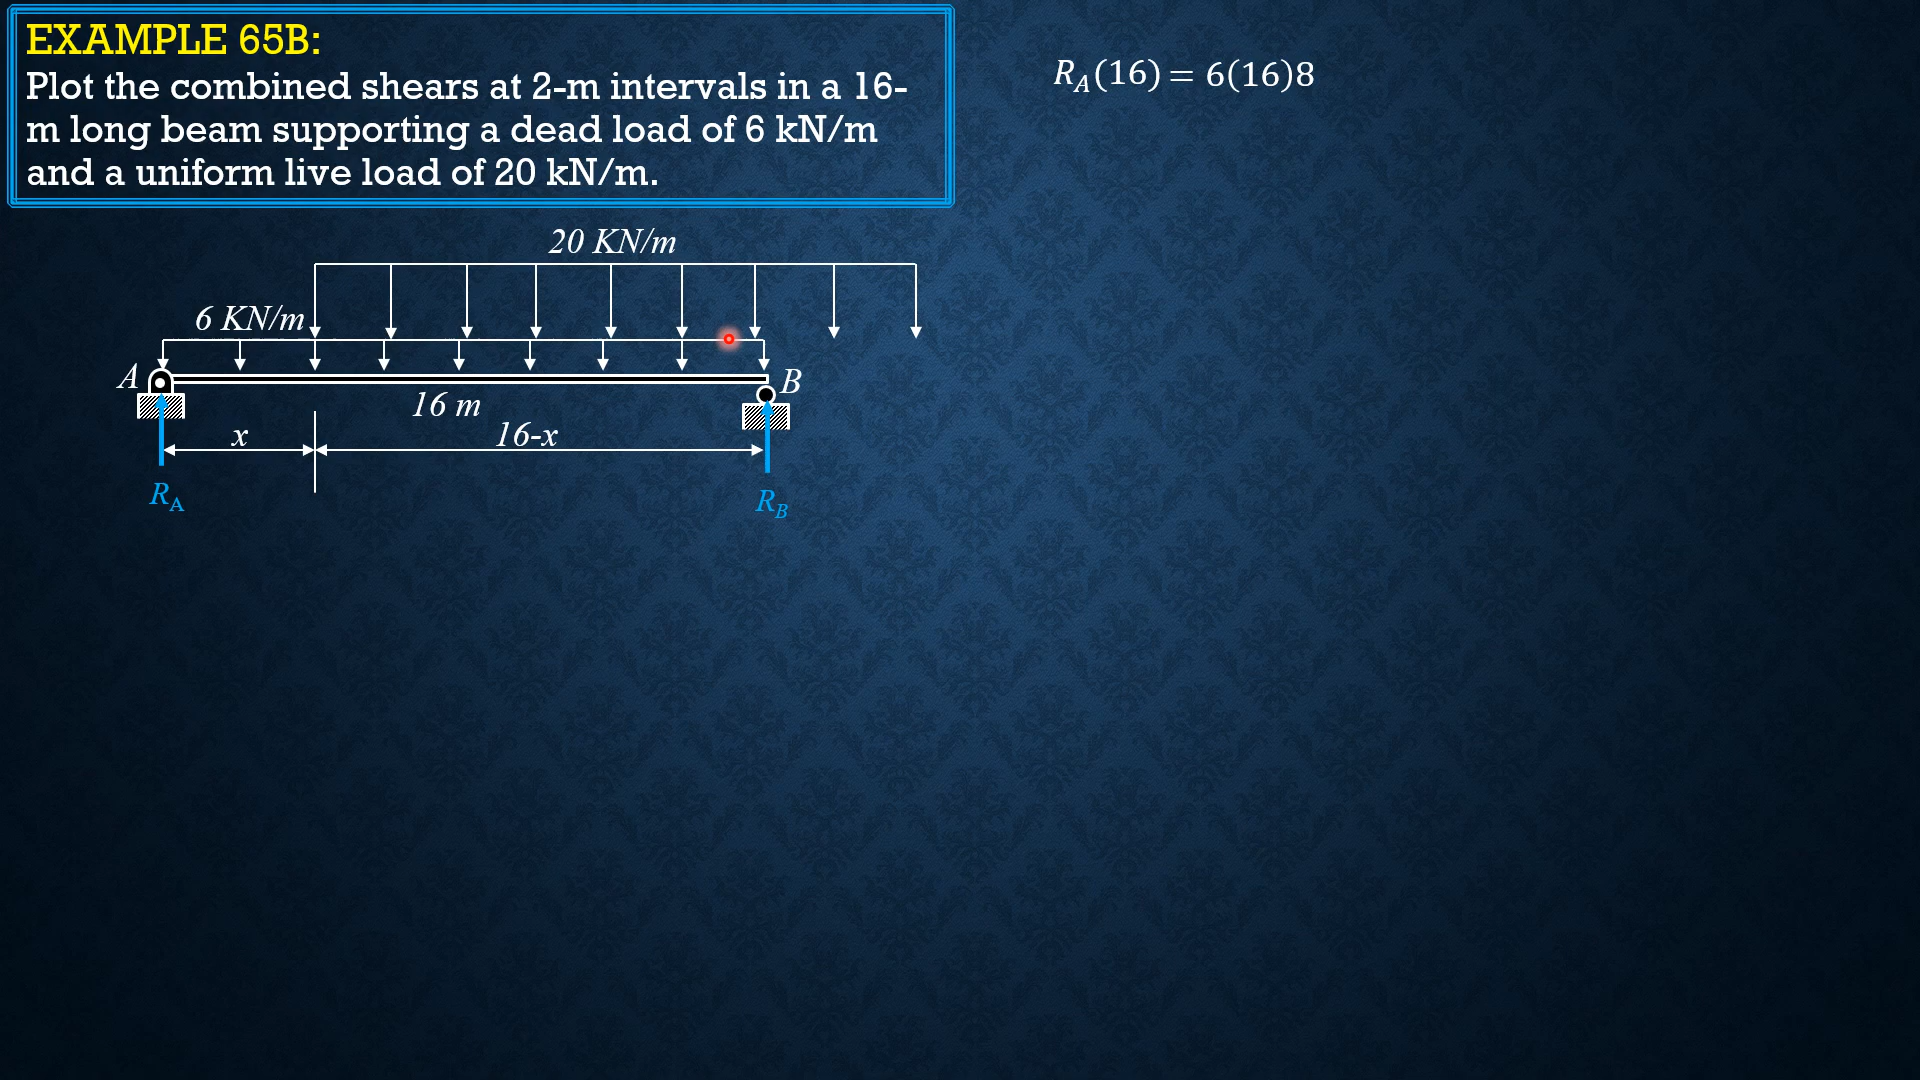 EXAMPLE 65B:
Plot the combined shears at 2-m intervals in a 16-
m long beam supporting a dead load of 6 kN/m
and a uniform live load of 20 kN/m.
R_A(16) = 6(16)8
20 KN/m
6 KN/m
A
B
16 m
x
16-x
R_A
R_B